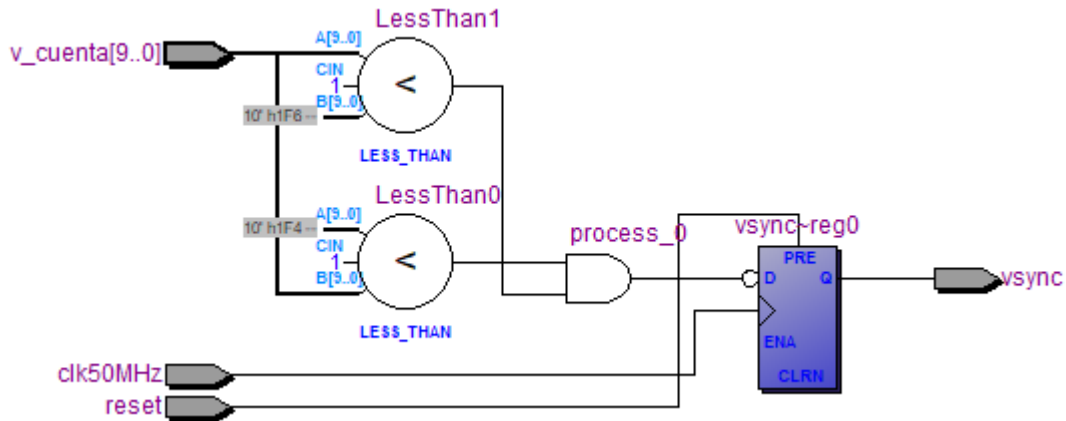 LessThan1
v_cuenta[9..0]
A[9..0]
CIN
1
B[9..0]
10' h1F6 --
<
LESS_THAN
LessThan0
A[9..0]
10' h1F4 --
CIN
1
B[9..0]
<
LESS_THAN
process_0
vsync~reg0
PRE
D
Q
ENA
CLRN
vsync
clk50MHz
reset